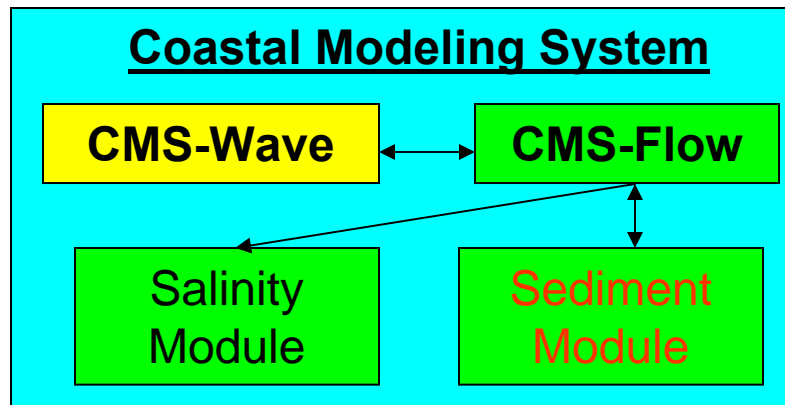 Coastal Modeling System
CMS-Wave
CMS-Flow
Salinity
Module
Sediment
Module